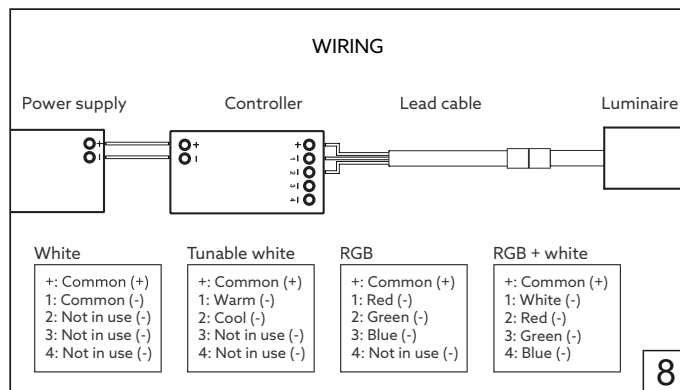 WIRING
Power supply
Controller
Lead cable
Luminaire
+
-
+
-
+
1 -
2 -
3 -
4 -
White
+: Common (+)
1: Common (-)
2: Not in use (-)
3: Not in use (-)
4: Not in use (-)
Tunable white
+: Common (+)
1: Warm (-)
2: Cool (-)
3: Not in use (-)
4: Not in use (-)
RGB
+: Common (+)
1: Red (-)
2: Green (-)
3: Blue (-)
4: Not in use (-)
RGB + white
+: Common (+)
1: White (-)
2: Red (-)
3: Green (-)
4: Blue (-)
8